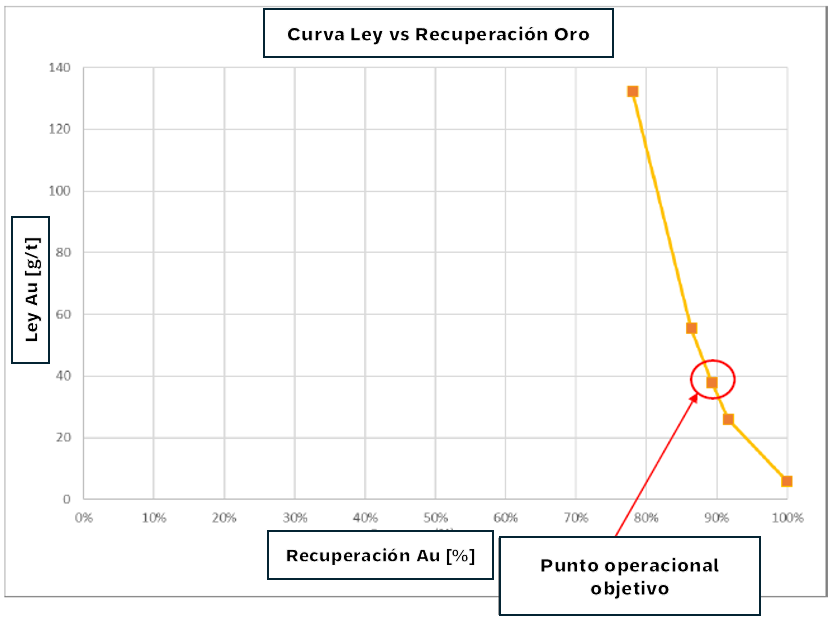 Curva Ley vs Recuperación Oro
140
120
100
80
60
40
20
0
Ley Au [g/t]
0% 10% 20% 30% 40% 50% 60% 70% 80% 90% 100%
Recuperación Au [%]
Punto operacional
objetivo